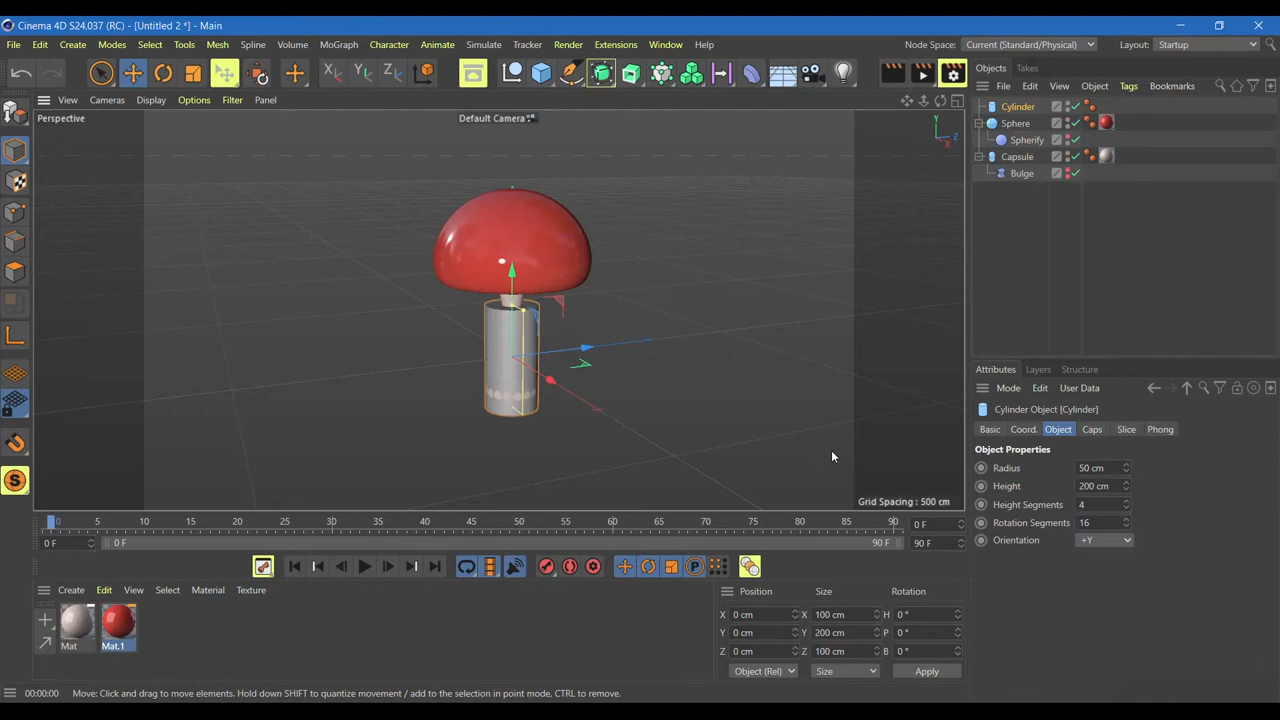 Cinema 4D S24.037 (RC) - [Untitled 2 *] - Main
File Edit Create Modes Select Tools Mesh Spline Volume MoGraph Character Animate Simulate Tracker Render Extensions Window Help Node Space: Current (Standard/Physical) Layout: Startup
X Y Z
Objects Takes
File Edit View Object Tags Bookmarks
View Cameras Display Options Filter Panel
Perspective
Default Camera
Y
Z
X
Cylinder
Sphere
Spherify
Capsule
Bulge
Grid Spacing : 500 cm
Attributes Layers Structure
Mode Edit User Data
Cylinder Object [Cylinder]
Basic Coord. Object Caps Slice Phong
Object Properties
Radius 50 cm
Height 200 cm
Height Segments 4
Rotation Segments 16
Orientation +Y
0 5 10 15 20 25 30 35 40 45 50 55 60 65 70 75 80 85 90 0 F
0 F 0 F 90 F 90 F
P
Create Edit View Select Material Texture
Mat Mat.1
Position Size Rotation
X 0 cm X 100 cm H 0 °
Y 0 cm Y 200 cm P 0 °
Z 0 cm Z 100 cm B 0 °
Object (Rel) Size Apply
00:00:00 Move: Click and drag to move elements. Hold down SHIFT to quantize movement / add to the selection in point mode, CTRL to remove.